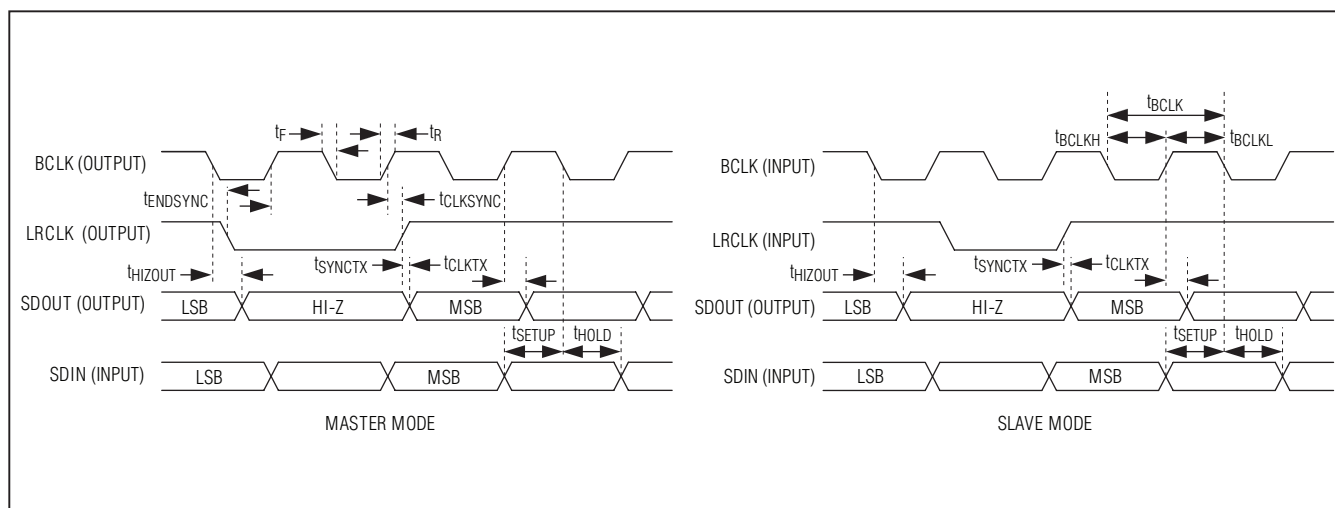 tF
tR
BCLK (OUTPUT)
tENDSYNC
tCLKSYNC
LRCLK (OUTPUT)
tHIZOUT
tSYNCTX
tCLKTX
SDOUT (OUTPUT)
LSB
HI-Z
MSB
tSETUP
tHOLD
SDIN (INPUT)
LSB
MSB
MASTER MODE
tBCLK
tBCLKH
tBCLKL
BCLK (INPUT)
LRCLK (INPUT)
tHIZOUT
tSYNCTX
tCLKTX
SDOUT (OUTPUT)
LSB
HI-Z
MSB
tSETUP
tHOLD
SDIN (INPUT)
LSB
MSB
SLAVE MODE